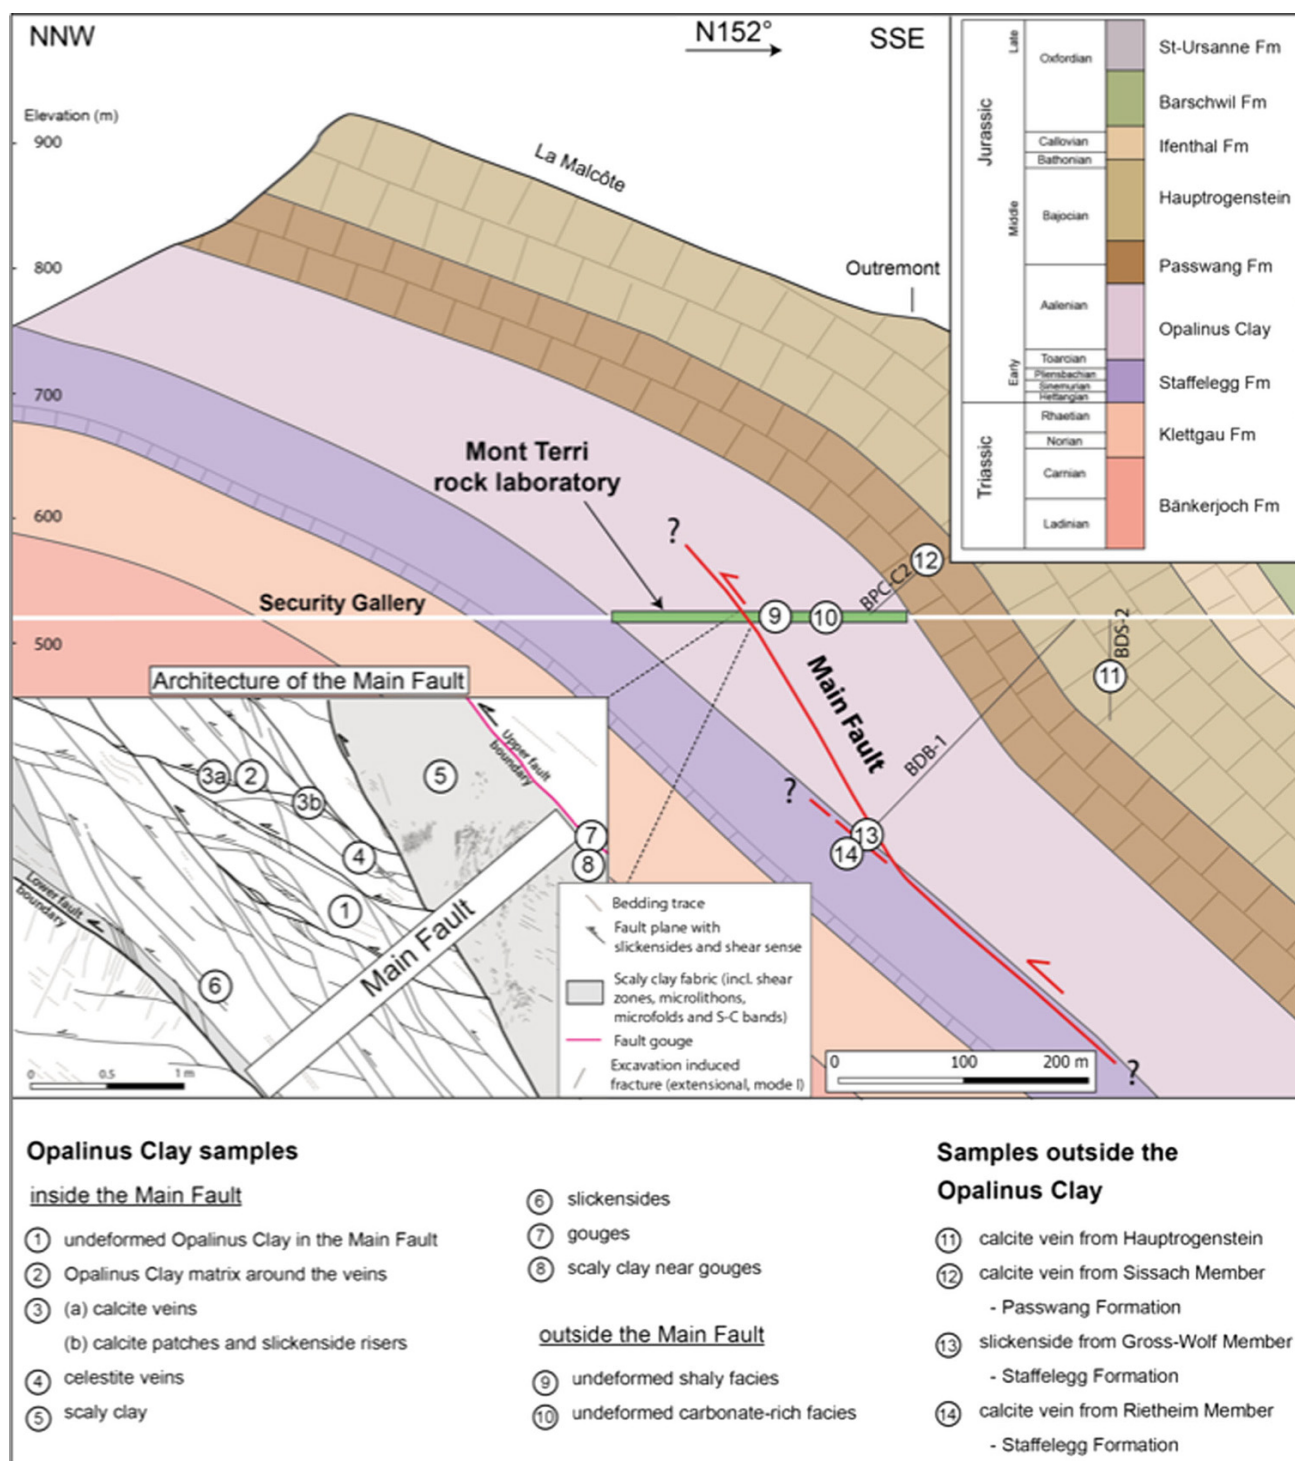 NNW
N152°
SSE
Elevation (m)
900
800
700
600
500
La Malcôte
Outremont
Late
Middle
Early
Jurassic
Triassic
Oxfordian
Callovian
Bathonian
Bajocian
Aalenian
Toarcian
Pliensbachian
Sinemurian
Hettangian
Rhaetian
Norian
Carnian
Ladinian
St-Ursanne Fm
Barschwil Fm
Ifenthal Fm
Hauptrogenstein
Passwang Fm
Opalinus Clay
Staffelegg Fm
Klettgau Fm
Bänkerjoch Fm
Mont Terri
rock laboratory
?
Security Gallery
9
10
BPC-C2
12
BDS-2
11
Main Fault
BDB-1
?
13
14
?
0 100 200 m
Architecture of the Main Fault
3a
2
3b
5
Upper fault
boundary
7
8
4
1
Lower fault
boundary
6
Main Fault
0 0.5 1 m
Bedding trace
Fault plane with
slickensides and shear sense
Scaly clay fabric (incl. shear
zones, microlithons,
microfolds and S-C bands)
Fault gouge
Excavation induced
fracture (extensional, mode I)
Opalinus Clay samples
inside the Main Fault
1 undeformed Opalinus Clay in the Main Fault
2 Opalinus Clay matrix around the veins
3 (a) calcite veins
(b) calcite patches and slickenside risers
4 celestite veins
5 scaly clay
6 slickensides
7 gouges
8 scaly clay near gouges
outside the Main Fault
9 undeformed shaly facies
10 undeformed carbonate-rich facies
Samples outside the
Opalinus Clay
11 calcite vein from Hauptrogenstein
12 calcite vein from Sissach Member
- Passwang Formation
13 slickenside from Gross-Wolf Member
- Staffelegg Formation
14 calcite vein from Rietheim Member
- Staffelegg Formation